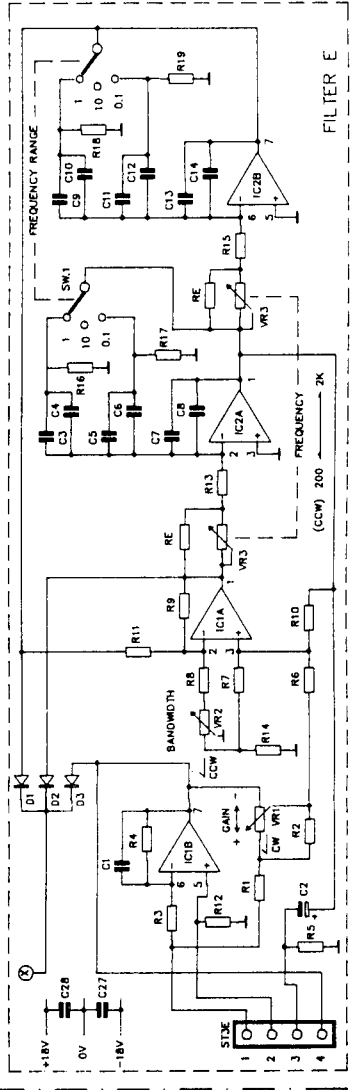 FILTER E
FREQUENCY RANGE
1
10
0.1
R18
R19
C9
C10
C11
C12
C13
C14
IC2B
6
5
7
-
+
R15
RE
VR3
SW.1
1
10
0.1
R16
R17
C3
C4
C5
C6
C7
C8
IC2A
2
3
1
-
+
R13
RE
VR3
FREQUENCY
(CCW) 200 2K
R11
R9
IC1A
2
3
1
-
+
R8
R7
R10
R6
BANDWIDTH
VR2
CCW
R14
D1
D2
D3
C1
R4
IC1B
6
5
7
-
+
R3
R12
R1
GAIN
+ -
CW
VR1
R2
C2
+
R5
X
+18V
C28
0V
C27
-18V
ST3E
1
2
3
4